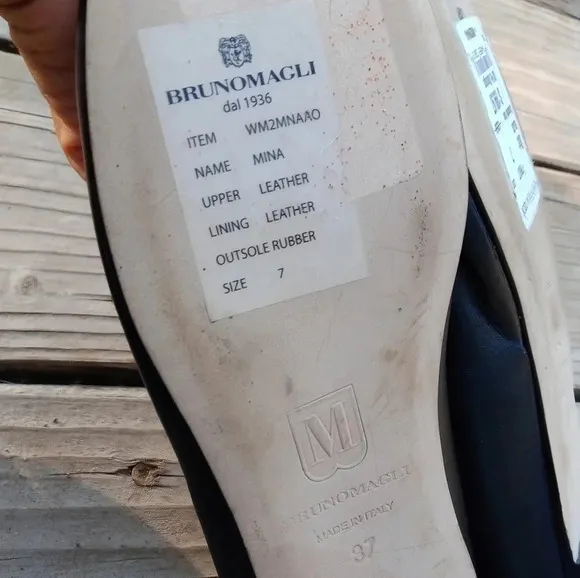 BRUNOMAGLI
dal 1936
ITEM WM2MNAAO
NAME MINA
UPPER LEATHER
LINING LEATHER
OUTSOLE RUBBER
SIZE 7
M
BRUNOMAGLI
MADE IN ITALY
37